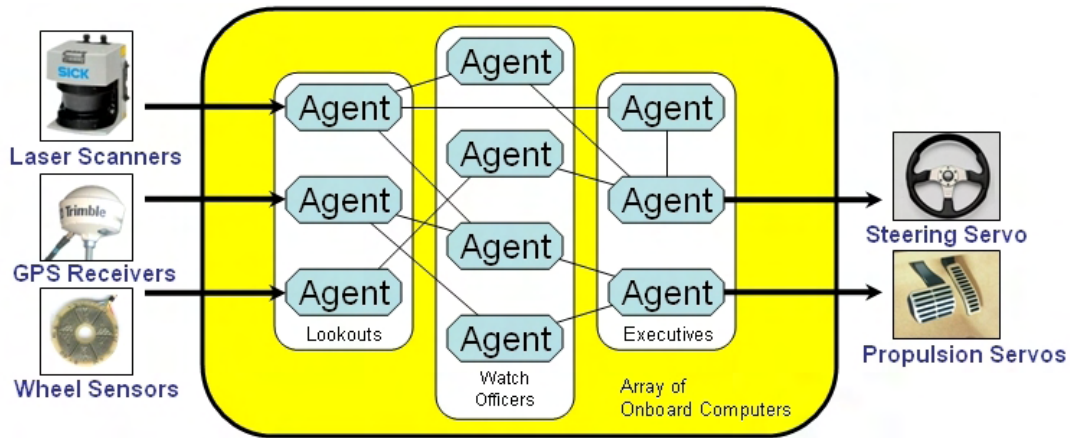 SICK
Laser Scanners
Trimble
GPS Receivers
Wheel Sensors
Agent
Agent
Agent
Lookouts
Agent
Agent
Agent
Agent
Watch
Officers
Agent
Agent
Agent
Executives
Array of
Onboard Computers
Steering Servo
Propulsion Servos